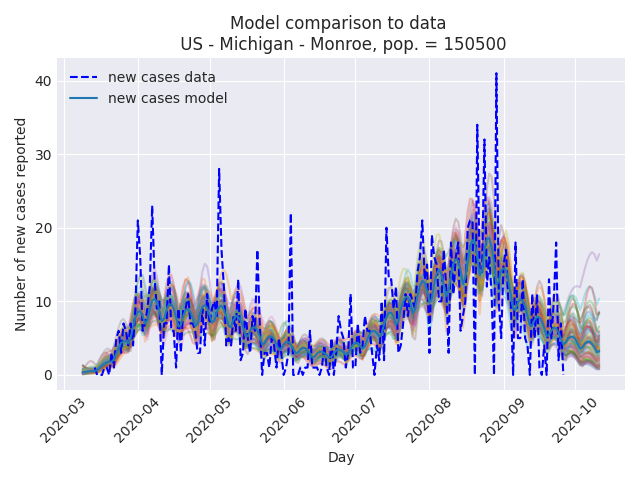 Model comparison to data
US - Michigan - Monroe, pop. = 150500
new cases data
new cases model
Number of new cases reported
40
30
20
10
0
2020-03
2020-04
2020-05
2020-06
2020-07
2020-08
2020-09
2020-10
Day